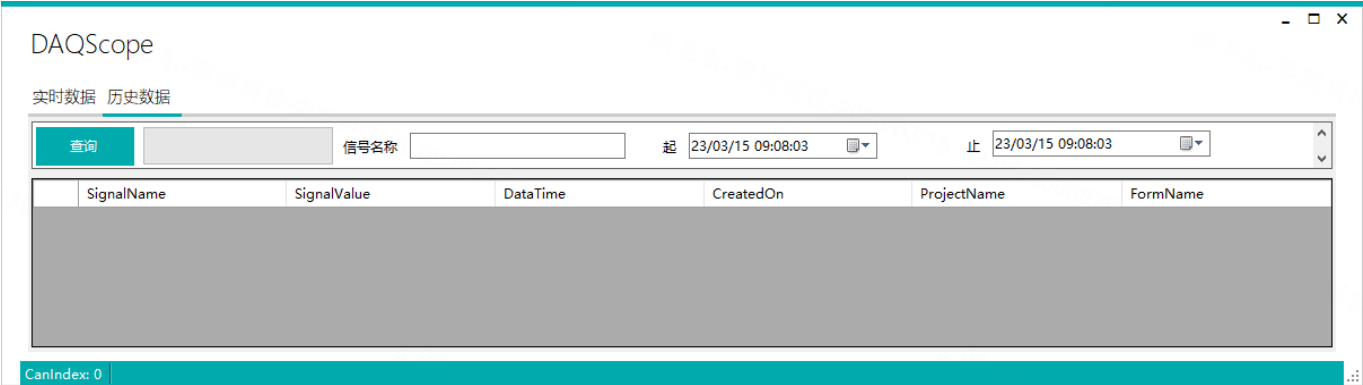 DAQScope
实时数据 历史数据
查询 信号名称 起 23/03/15 09:08:03 止 23/03/15 09:08:03
SignalName SignalValue DataTime CreatedOn ProjectName FormName
CanIndex: 0